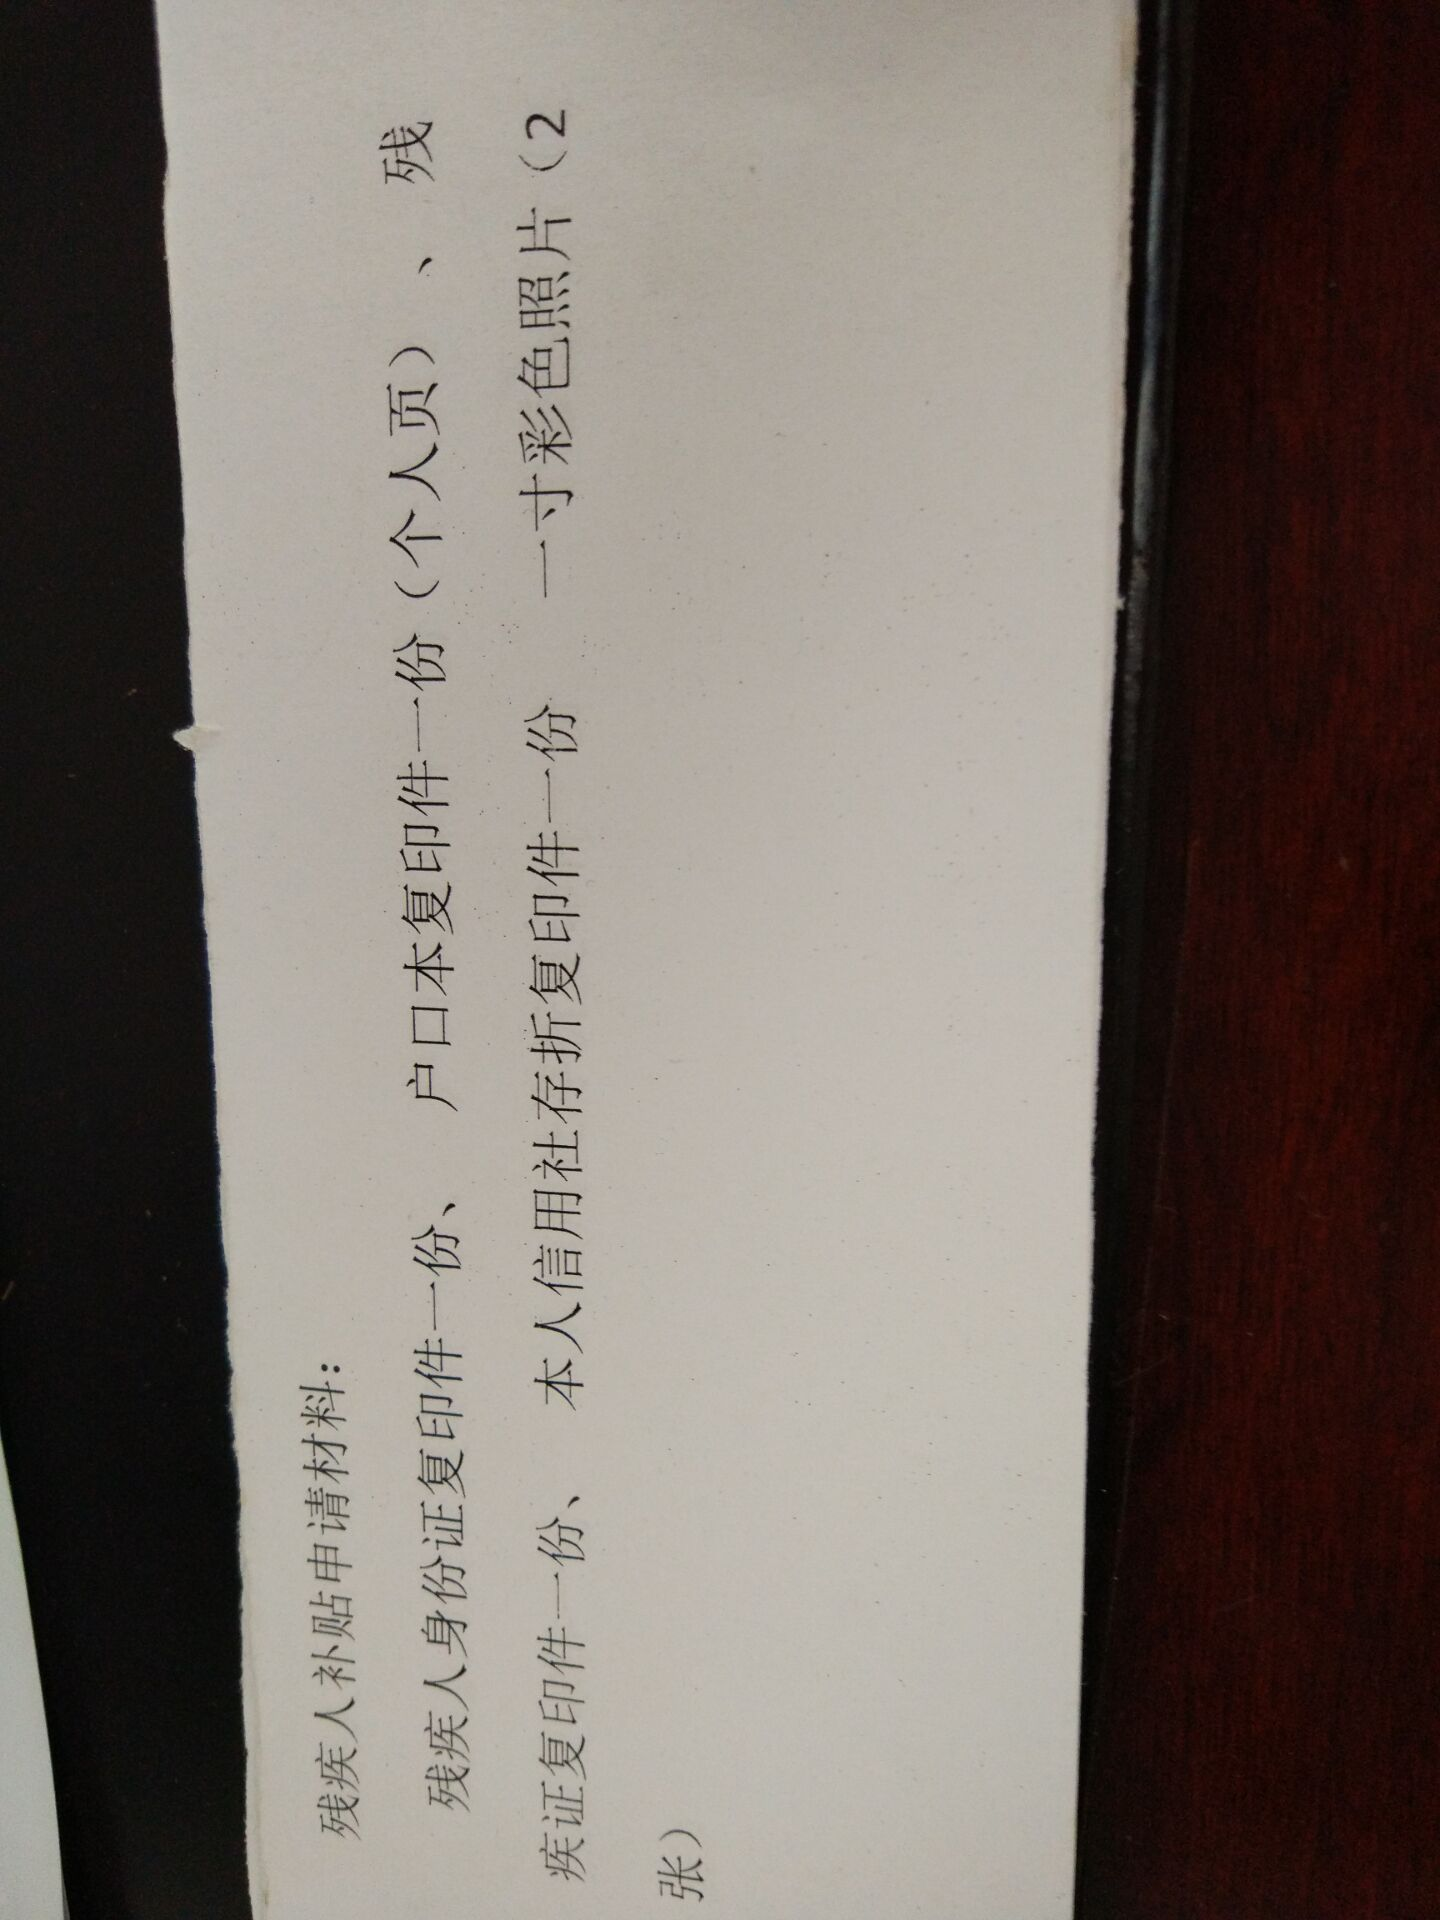 残疾人补贴申请材料：
残疾人身份证复印件一份、 户口本复印件一份（个人页）、残
疾证复印件一份、 本人信用社存折复印件一份 一寸彩色照片（2
张）